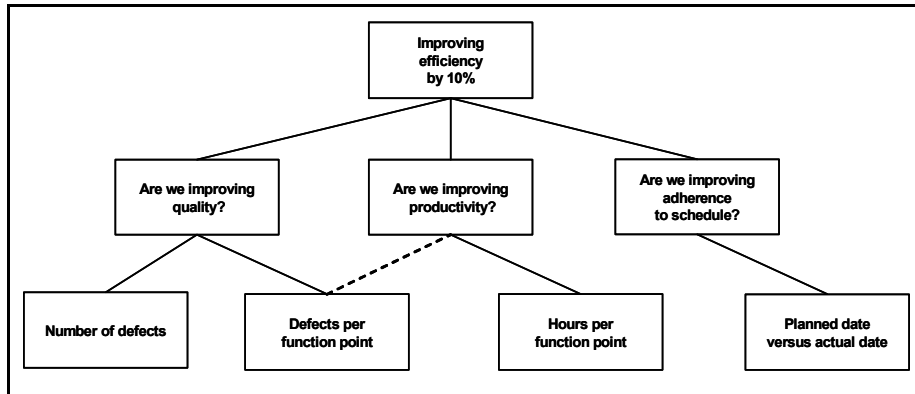 Improving
efficiency
by 10%
Are we improving
quality?
Are we improving
productivity?
Are we improving
adherence
to schedule?
Number of defects
Defects per
function point
Hours per
function point
Planned date
versus actual date